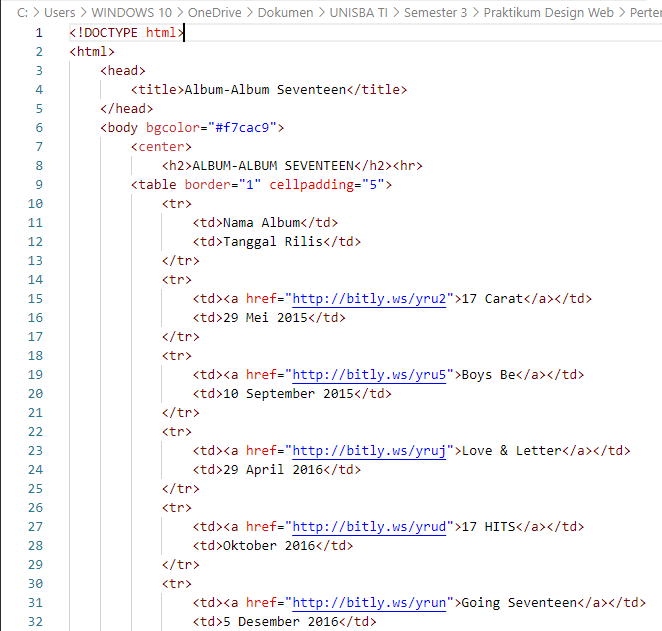 C: > Users > WINDOWS 10 > OneDrive > Dokumen > UNISBA TI > Semester 3 > Praktikum Design Web > Perten
1 <!DOCTYPE html>
2 <html>
3 <head>
4 <title>Album-Album Seventeen</title>
5 </head>
6 <body bgcolor="#f7cac9">
7 <center>
8 <h2>ALBUM-ALBUM SEVENTEEN</h2><hr>
9 <table border="1" cellpadding="5">
10 <tr>
11 <td>Nama Album</td>
12 <td>Tanggal Rilis</td>
13 </tr>
14 <tr>
15 <td><a href="http://bitly.ws/yru2">17 Carat</a></td>
16 <td>29 Mei 2015</td>
17 </tr>
18 <tr>
19 <td><a href="http://bitly.ws/yru5">Boys Be</a></td>
20 <td>10 September 2015</td>
21 </tr>
22 <tr>
23 <td><a href="http://bitly.ws/yruj">Love & Letter</a></td>
24 <td>29 April 2016</td>
25 </tr>
26 <tr>
27 <td><a href="http://bitly.ws/yrud">17 HITS</a></td>
28 <td>Oktober 2016</td>
29 </tr>
30 <tr>
31 <td><a href="http://bitly.ws/yrun">Going Seventeen</a></td>
32 <td>5 Desember 2016</td>